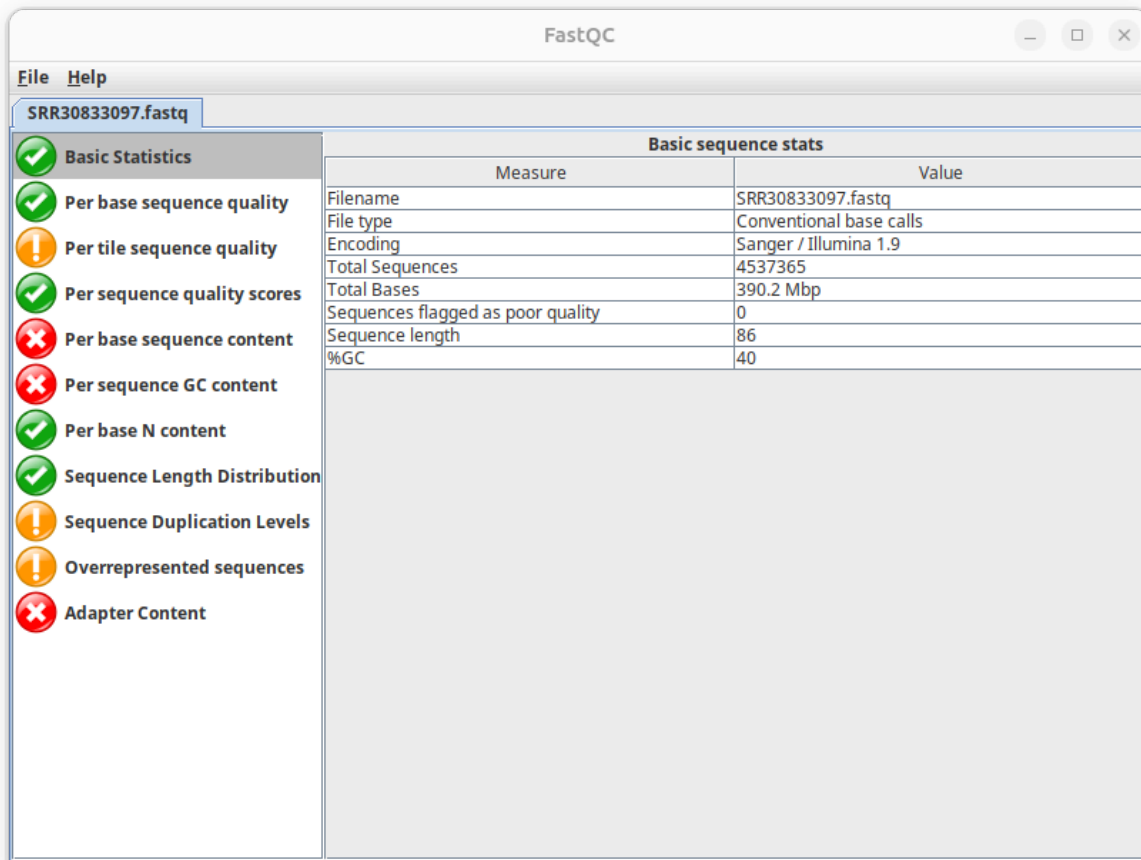 FastQC
File Help
SRR30833097.fastq
Basic Statistics
Per base sequence quality
Per tile sequence quality
Per sequence quality scores
Per base sequence content
Per sequence GC content
Per base N content
Sequence Length Distribution
Sequence Duplication Levels
Overrepresented sequences
Adapter Content
Basic sequence stats
Measure Value
Filename SRR30833097.fastq
File type Conventional base calls
Encoding Sanger / Illumina 1.9
Total Sequences 4537365
Total Bases 390.2 Mbp
Sequences flagged as poor quality 0
Sequence length 86
%GC 40